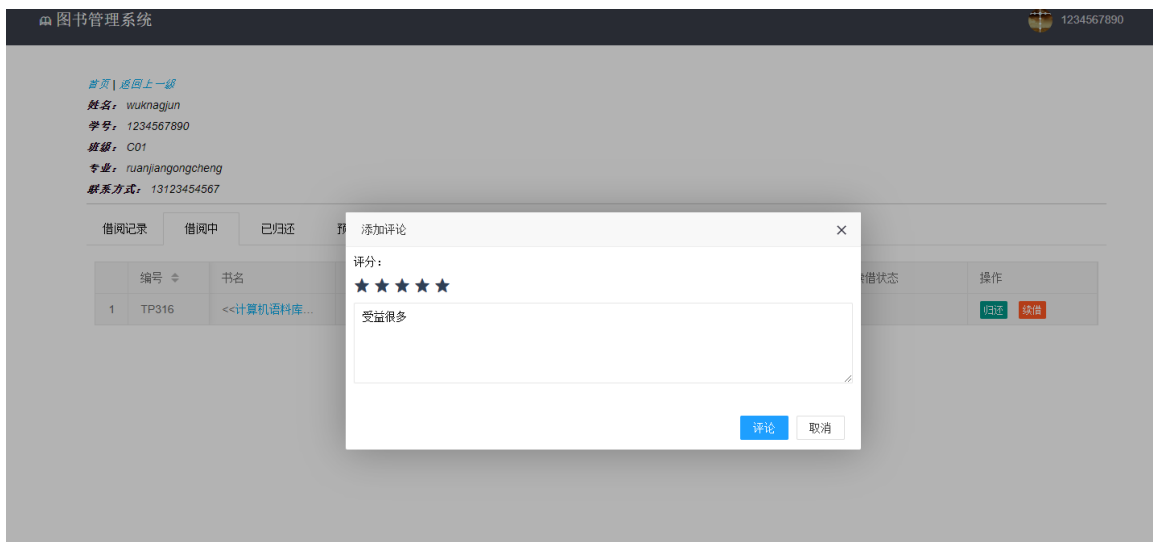 图书管理系统 1234567890
首页 | 返回上一级
姓名： wuknagjun
学号： 1234567890
班级： C01
专业： ruanjiangongcheng
联系方式： 13123454567
借阅记录 借阅中 已归还 预
添加评论
评分：
编号 书名 借状态 操作
1 TP316 <<计算机语料库... 归还 续借
受益很多
评论 取消